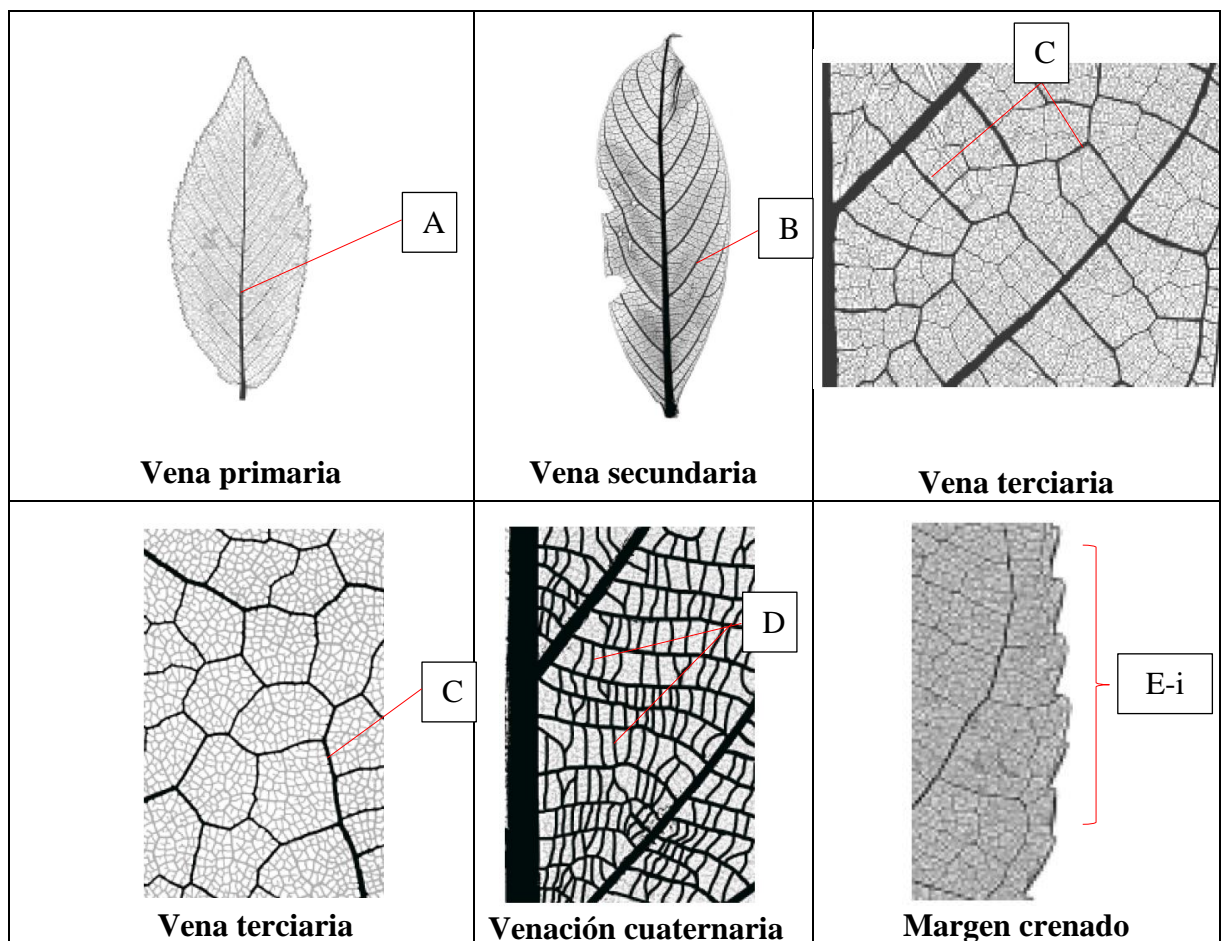 A
B
C
Vena primaria
Vena secundaria
Vena terciaria
C
D
E-i
Vena terciaria
Venación cuaternaria
Margen crenado